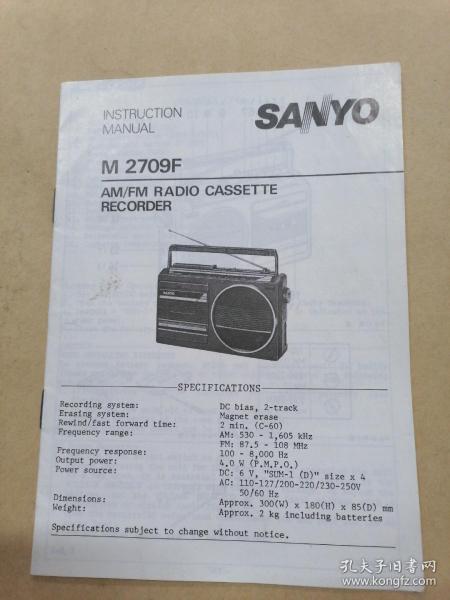 INSTRUCTION
MANUAL
SANYO
M 2709F
AM/FM RADIO CASSETTE
RECORDER
SANYO
SPECIFICATIONS
Recording system: DC bias, 2-track
Erasing system: Magnet erase
Rewind/fast forward time: 2 min. (C-60)
Frequency range: AM: 530 - 1,605 kHz
FM: 87.5 - 108 MHz
Frequency response: 100 - 8,000 Hz
Output power: 4.0 W (P.M.P.O.)
Power source: DC: 6 V, "SUM-1 (D)" size x 4
AC: 110-127/200-220/230-250V
50/60 Hz
Dimensions: Approx. 300(W) x 180(H) x 85(D) mm
Weight: Approx. 2 kg including batteries
Specifications subject to change without notice.
孔夫子旧书网
www.kongfz.com